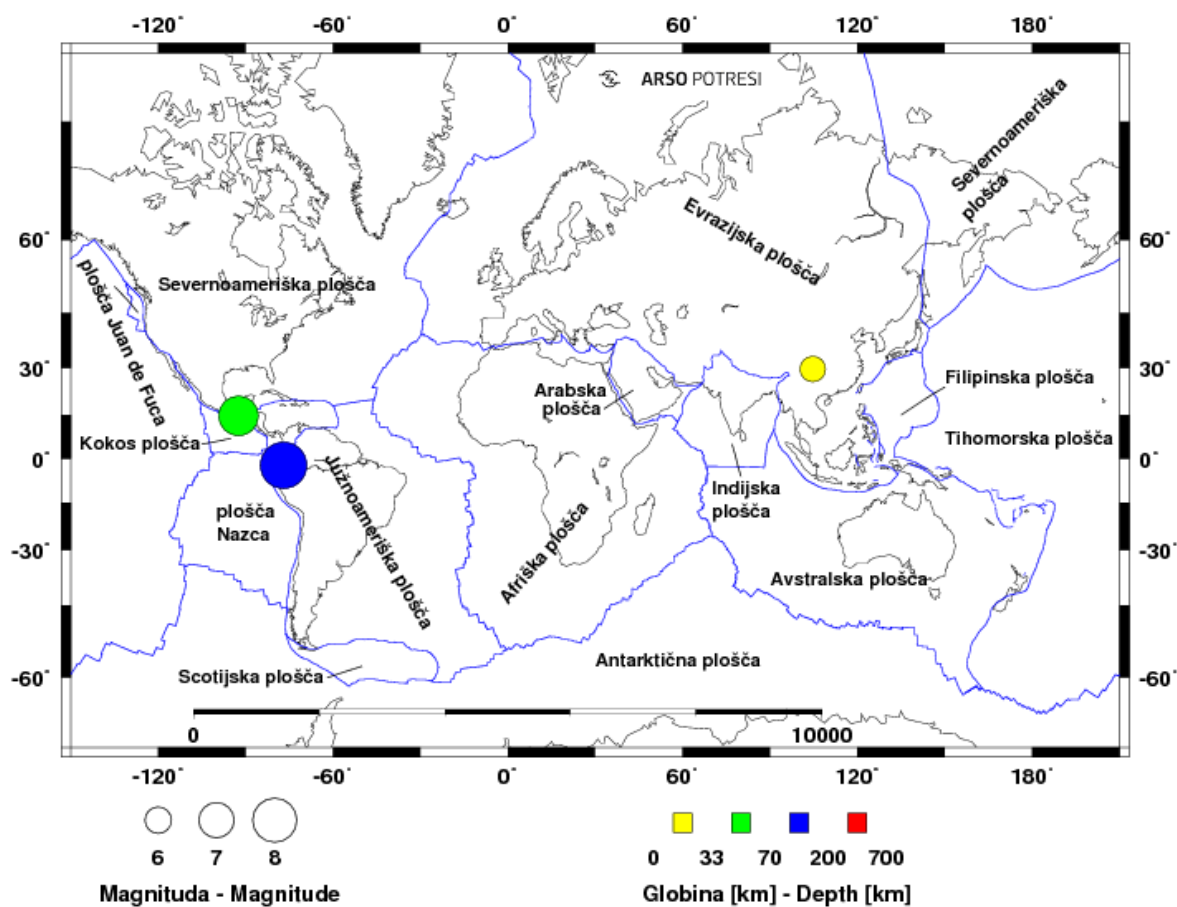 -120° -60° 0° 60° 120° 180°
ARSO POTRESI
Severnoameriška
plošča
60° 60°
Evrazijska plošča
Severnoameriška plošča
plošča Juan de Fuca
30° 30°
Arabska
plošča
Filipinska plošča
Kokos plošča
Tihomorska plošča
0° 0°
Južnoameriška plošča
Indijska
plošča
plošča
Nazca
Afriška plošča
-30° -30°
Avstralska plošča
Antarktična plošča
Scotijska plošča
-60° -60°
0 10000
-120° -60° 0° 60° 120° 180°
6 7 8
0 33 70 200 700
Magnituda - Magnitude
Globina [km] - Depth [km]